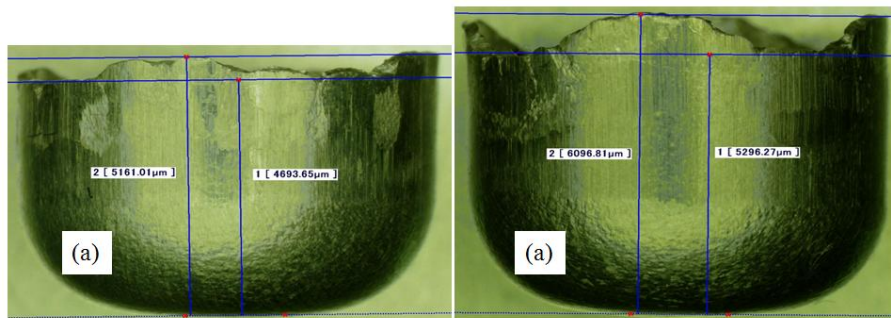 2 [ 5161.01μm ]
1 [ 4693.65μm ]
(a)
2 [ 6096.81μm ]
1 [ 5296.27μm ]
(a)